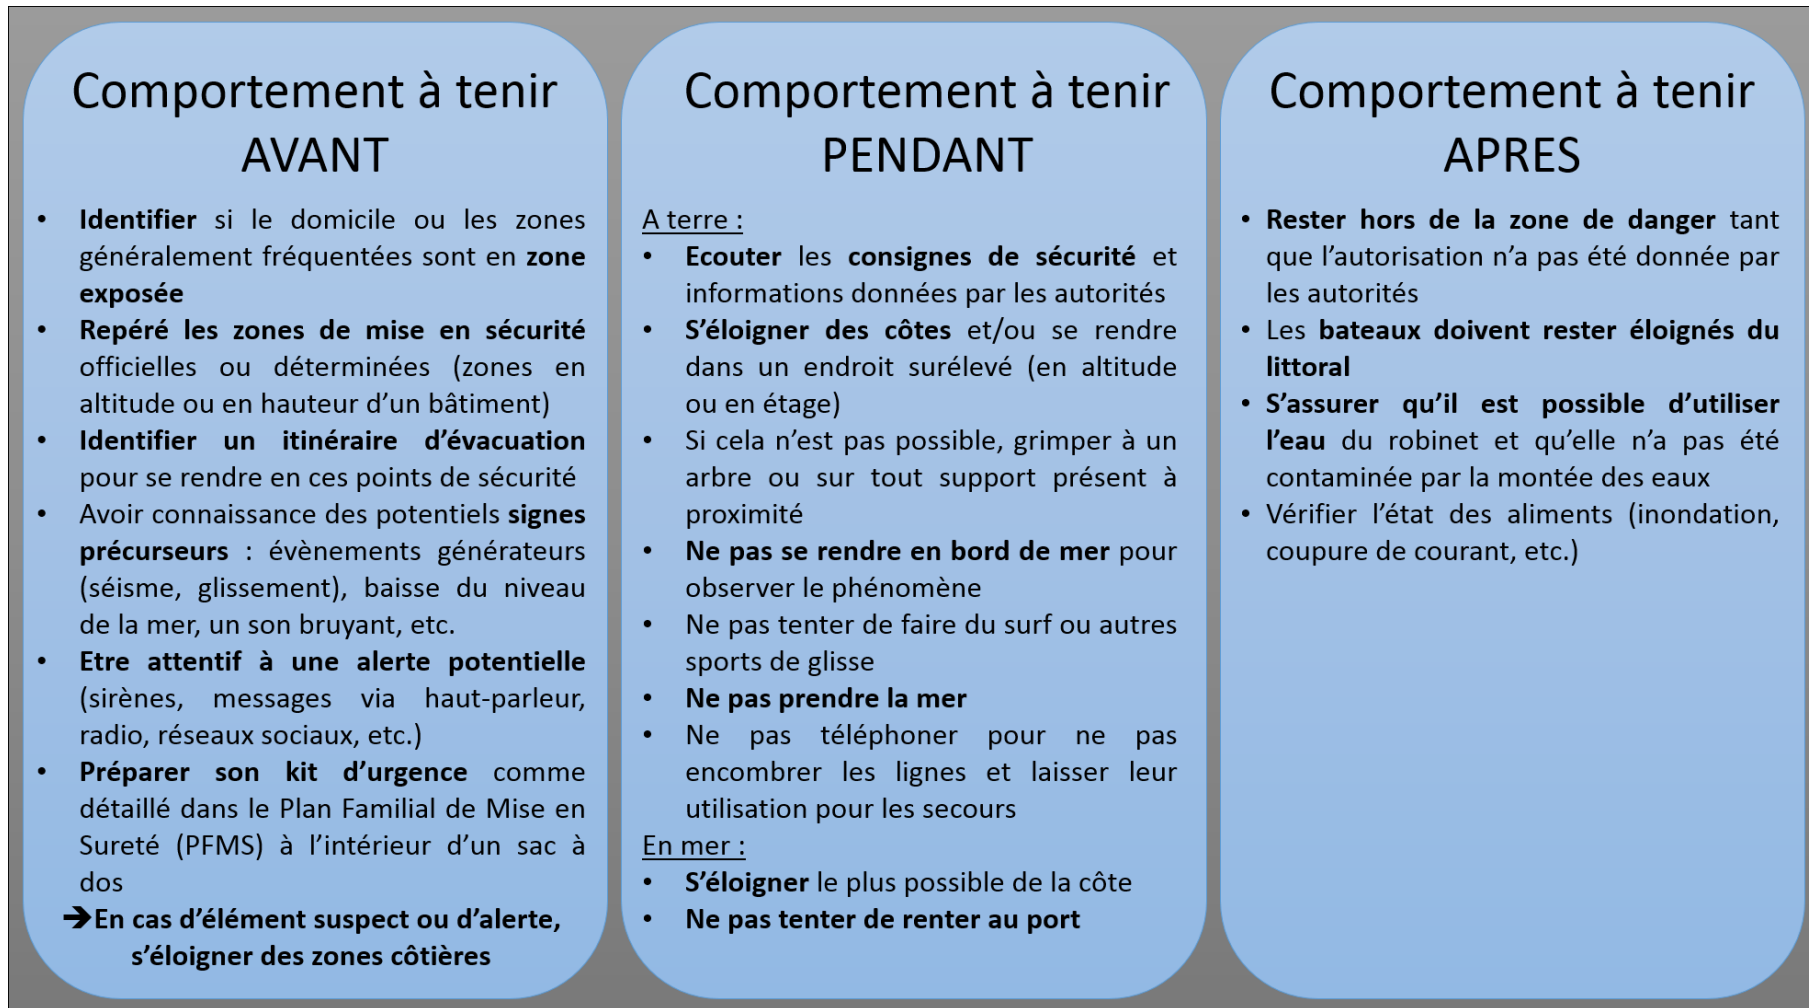 Comportement à tenir
AVANT
• Identifier si le domicile ou les zones
généralement fréquentées sont en zone
exposée
• Repéré les zones de mise en sécurité
officielles ou déterminées (zones en
altitude ou en hauteur d’un bâtiment)
• Identifier un itinéraire d’évacuation
pour se rendre en ces points de sécurité
• Avoir connaissance des potentiels signes
précurseurs : évènements générateurs
(séisme, glissement), baisse du niveau
de la mer, un son bruyant, etc.
• Etre attentif à une alerte potentielle
(sirènes, messages via haut-parleur,
radio, réseaux sociaux, etc.)
• Préparer son kit d’urgence comme
détaillé dans le Plan Familial de Mise en
Sureté (PFMS) à l’intérieur d’un sac à
dos
➔En cas d’élément suspect ou d’alerte,
s’éloigner des zones côtières
Comportement à tenir
PENDANT
A terre :
• Ecouter les consignes de sécurité et
informations données par les autorités
• S’éloigner des côtes et/ou se rendre
dans un endroit surélevé (en altitude
ou en étage)
• Si cela n’est pas possible, grimper à un
arbre ou sur tout support présent à
proximité
• Ne pas se rendre en bord de mer pour
observer le phénomène
• Ne pas tenter de faire du surf ou autres
sports de glisse
• Ne pas prendre la mer
• Ne pas téléphoner pour ne pas
encombrer les lignes et laisser leur
utilisation pour les secours
En mer :
• S’éloigner le plus possible de la côte
• Ne pas tenter de renter au port
Comportement à tenir
APRES
• Rester hors de la zone de danger tant
que l’autorisation n’a pas été donnée par
les autorités
• Les bateaux doivent rester éloignés du
littoral
• S’assurer qu’il est possible d’utiliser
l’eau du robinet et qu’elle n’a pas été
contaminée par la montée des eaux
• Vérifier l’état des aliments (inondation,
coupure de courant, etc.)